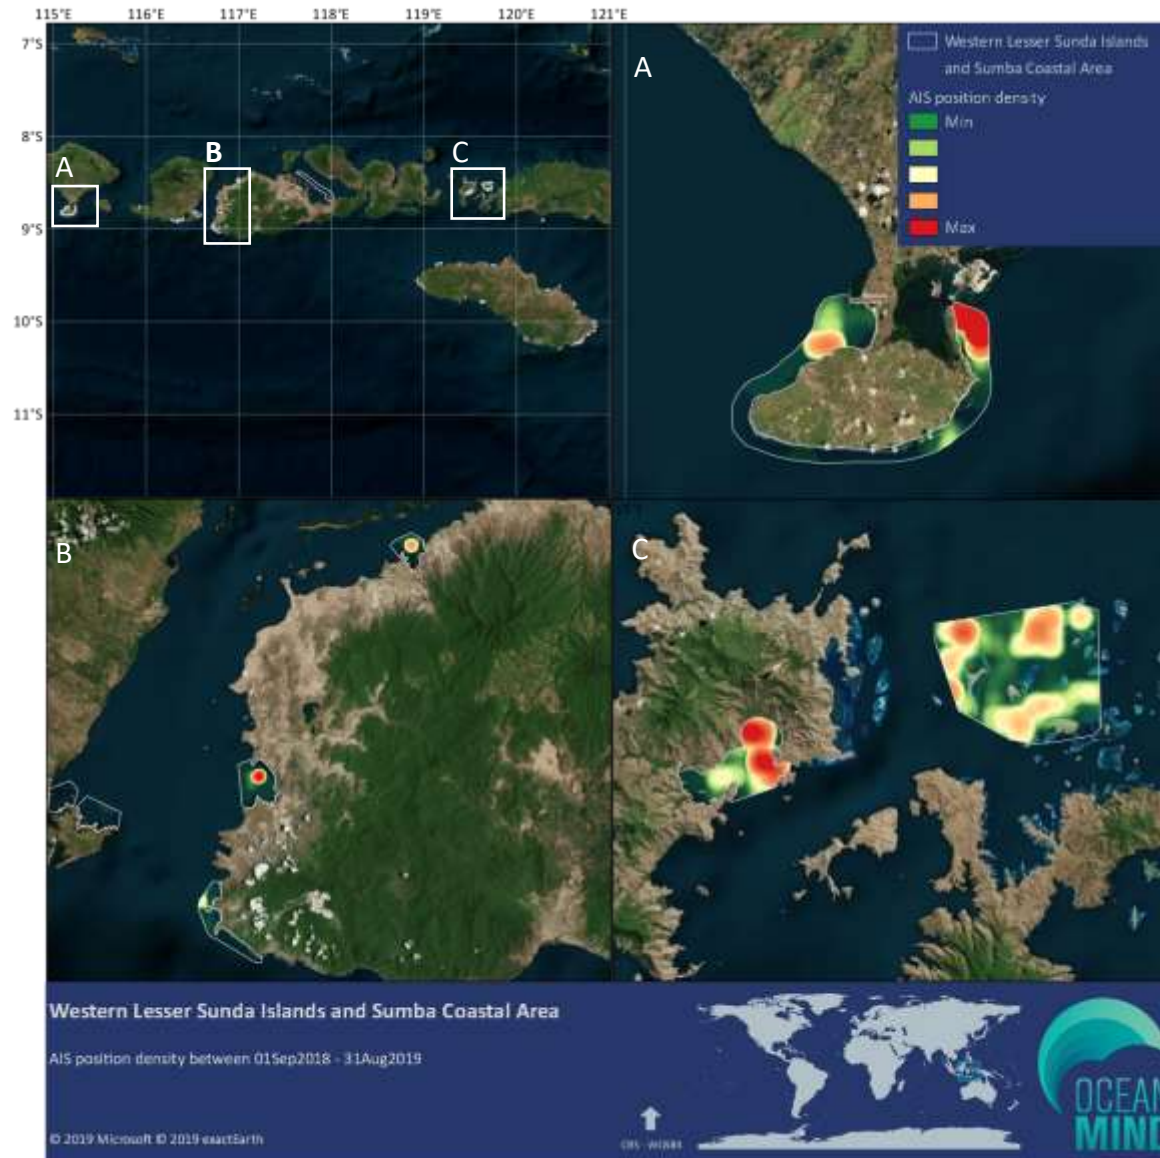 115°E 116°E 117°E 118°E 119°E 120°E 121°E
7°S
8°S
9°S
10°S
11°S
A
B
C
A
Western Lesser Sunda Islands
and Sumba Coastal Area
AIS position density
Min
Max
B
C
Western Lesser Sunda Islands and Sumba Coastal Area
AIS position density between 01Sep2018 - 31Aug2019
© 2019 Microsoft © 2019 exactEarth
OCEAN
MIND